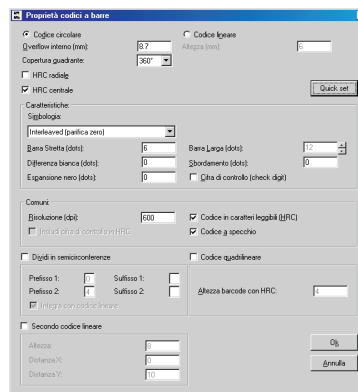 Proprietà codici a barre
Codice circolare
Codice lineare
Overflow interno (mm):
8.7
Altezza (mm):
6
Copertura quadrante:
360°
HRC radiale
HRC centrale
Quick set
Caratteristiche:
Simbologia:
Interleaved (parifica zero)
Barra Stretta (dots):
6
Barra Larga (dots):
12
Differenza bianca (dots):
0
Sbordamento (dots):
0
Espansione nero (dots):
0
Cifra di controllo (check digit)
Comuni:
Risoluzione (dpi):
600
Codice in caratteri leggibili (HRC)
Includi cifra di controllo in HRC
Codice a specchio
Dividi in semicirconferenze
Codice quadrilineare
Prefisso 1:
0
Suffisso 1:
Prefisso 2:
4
Suffisso 2:
Altezza barcode con HRC:
4
Integra con codice lineare
Secondo codice lineare
Altezza:
8
Distanza X:
0
Distanza Y:
10
Ok
Annulla